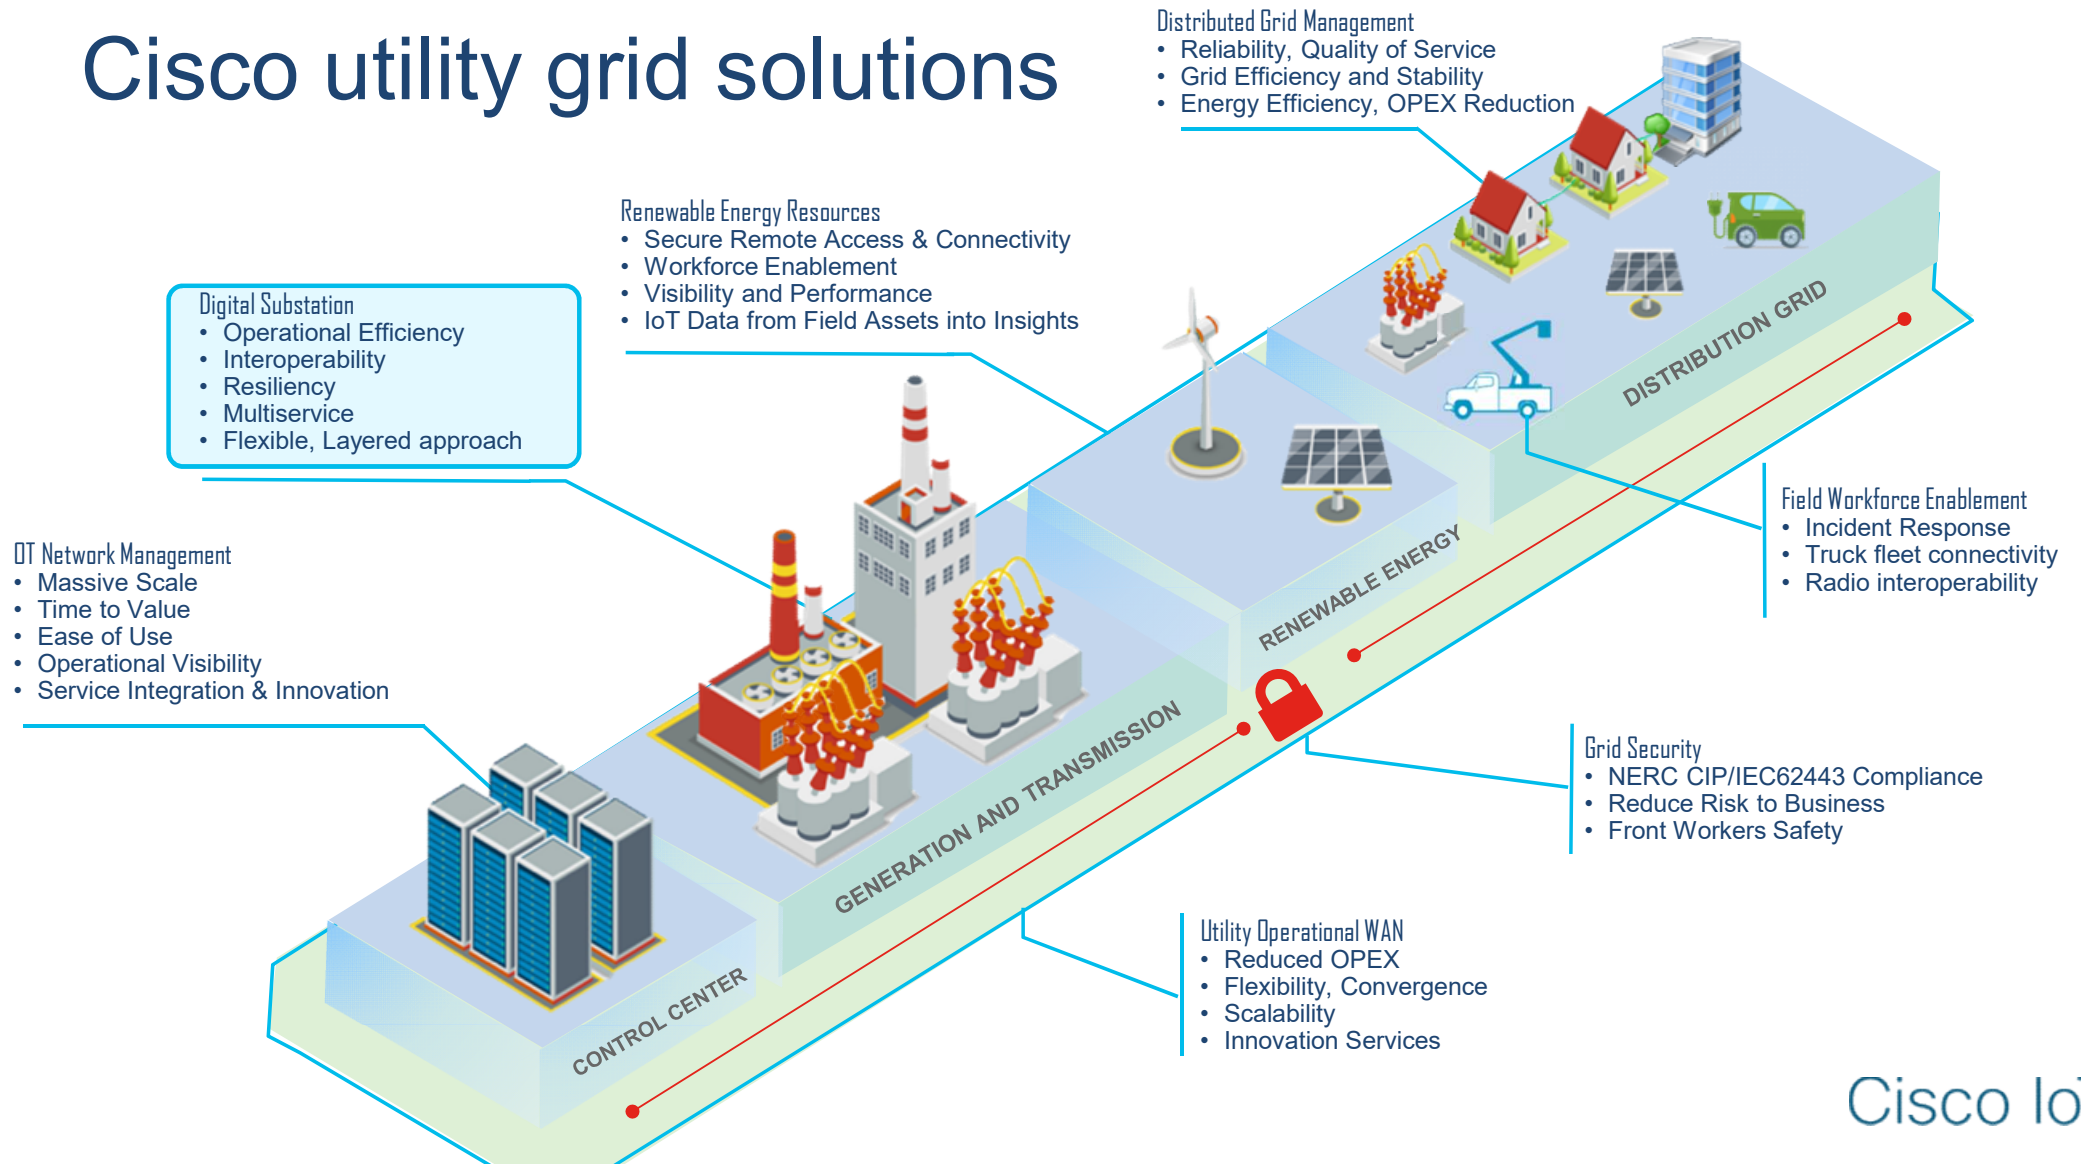 Cisco utility grid solutions
Distributed Grid Management
• Reliability, Quality of Service
• Grid Efficiency and Stability
• Energy Efficiency, OPEX Reduction
Renewable Energy Resources
• Secure Remote Access & Connectivity
• Workforce Enablement
• Visibility and Performance
• IoT Data from Field Assets into Insights
Digital Substation
• Operational Efficiency
• Interoperability
• Resiliency
• Multiservice
• Flexible, Layered approach
OT Network Management
• Massive Scale
• Time to Value
• Ease of Use
• Operational Visibility
• Service Integration & Innovation
DISTRIBUTION GRID
RENEWABLE ENERGY
GENERATION AND TRANSMISSION
CONTROL CENTER
Field Workforce Enablement
• Incident Response
• Truck fleet connectivity
• Radio interoperability
Grid Security
• NERC CIP/IEC62443 Compliance
• Reduce Risk to Business
• Front Workers Safety
Utility Operational WAN
• Reduced OPEX
• Flexibility, Convergence
• Scalability
• Innovation Services
Cisco Io